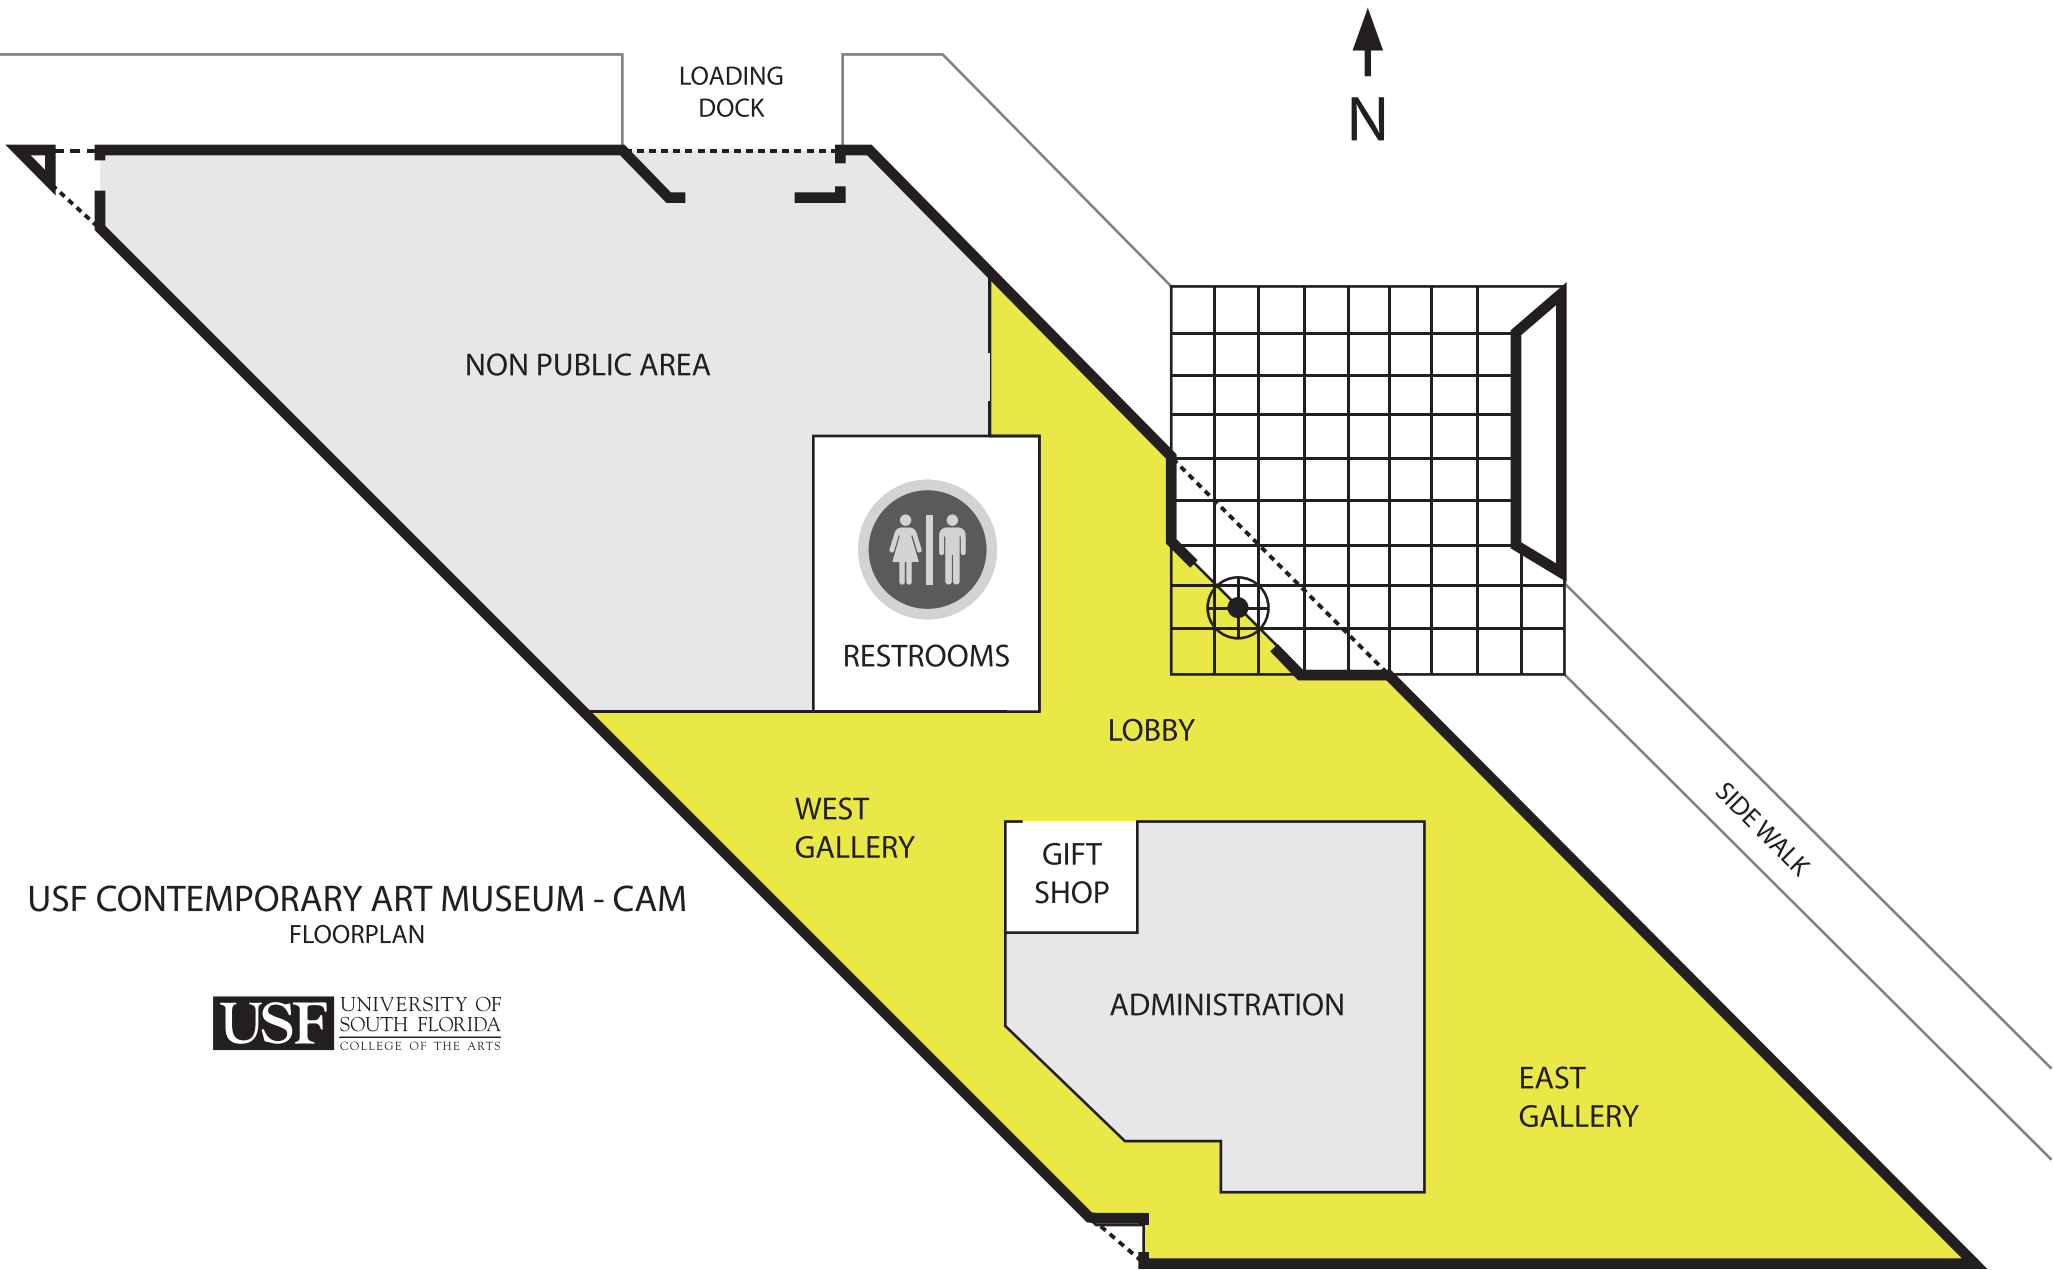 LOADING
DOCK
N
NON PUBLIC AREA
RESTROOMS
LOBBY
WEST
GALLERY
GIFT
SHOP
SIDE WALK
USF CONTEMPORARY ART MUSEUM - CAM
FLOORPLAN
ADMINISTRATION
USF
UNIVERSITY OF
SOUTH FLORIDA
COLLEGE OF THE ARTS
EAST
GALLERY